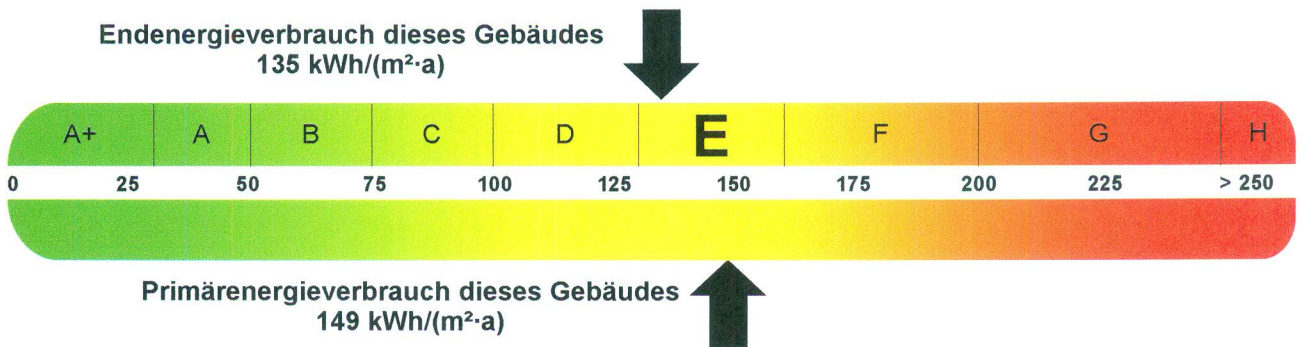 Endenergieverbrauch dieses Gebäudes
135 kWh/(m²·a)
A+ A B C D E F G H
0 25 50 75 100 125 150 175 200 225 > 250
Primärenergieverbrauch dieses Gebäudes
149 kWh/(m²·a)